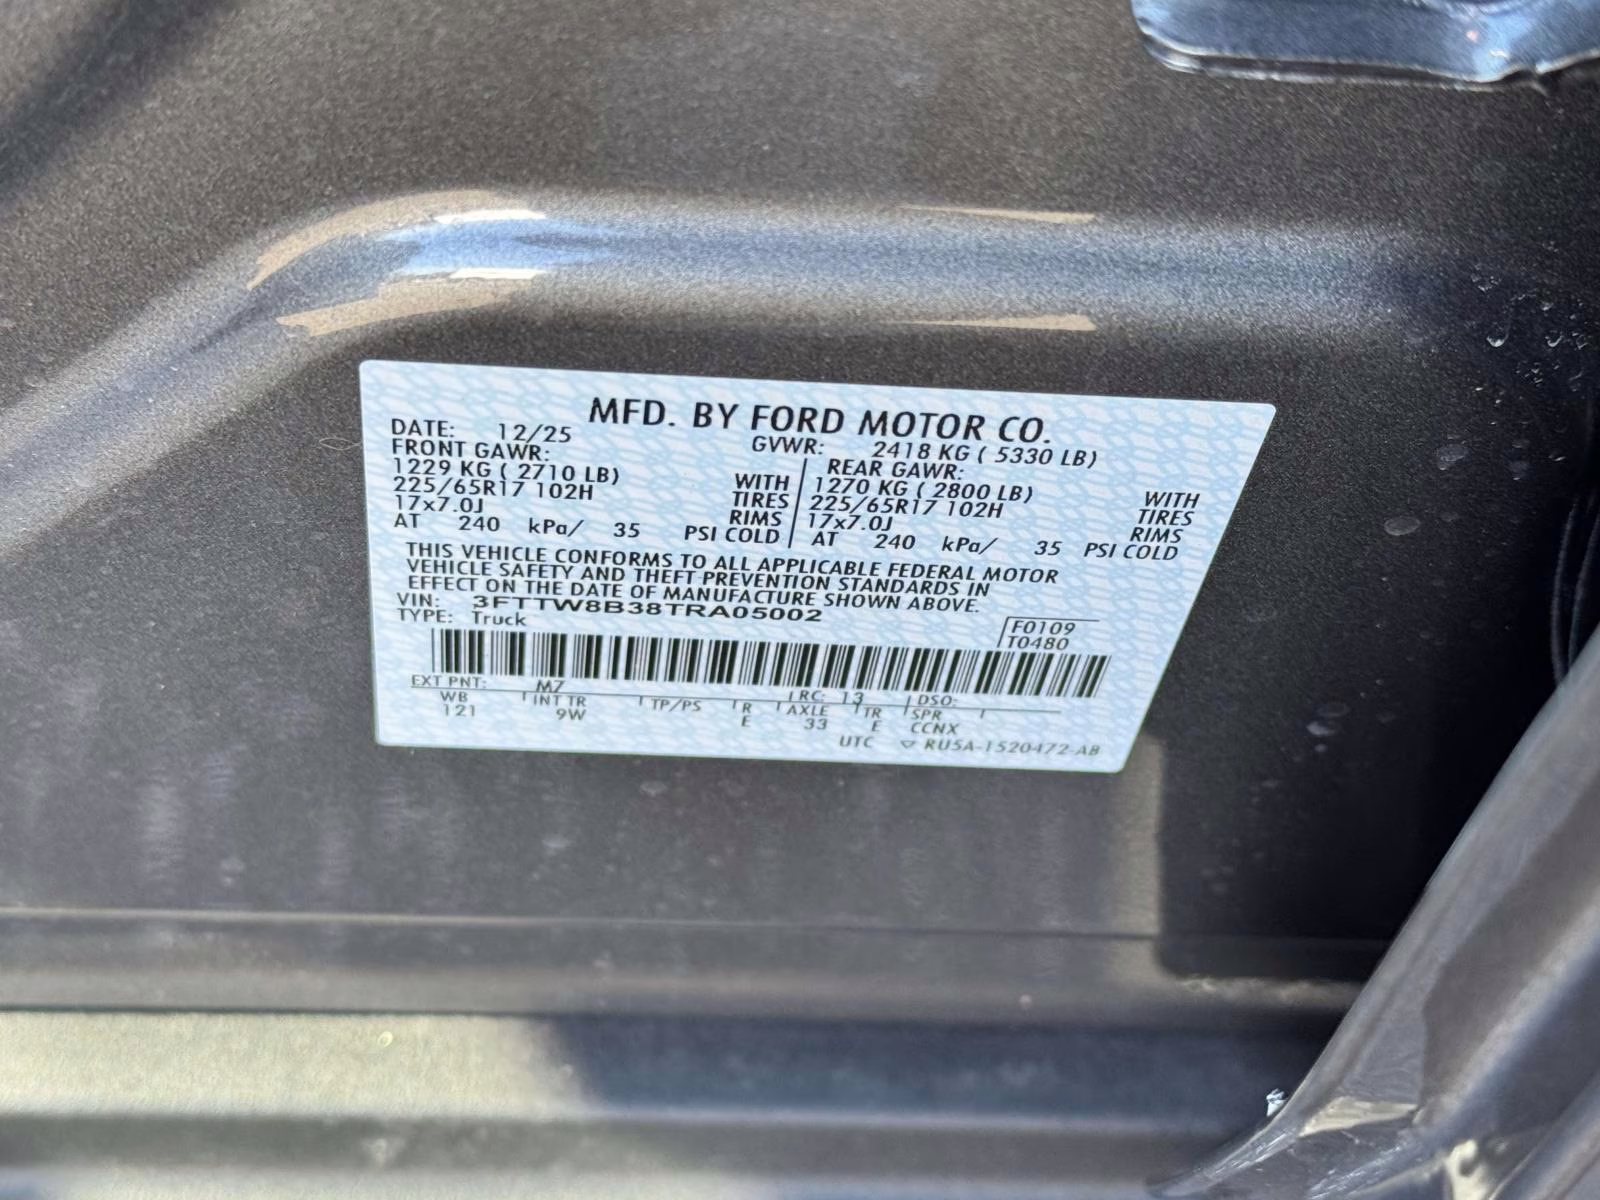 MFD. BY FORD MOTOR CO.
DATE: 12/25 GVWR: 2418 KG ( 5330 LB)
FRONT GAWR: REAR GAWR:
1229 KG ( 2710 LB) WITH 1270 KG ( 2800 LB) WITH
225/65R17 102H TIRES 225/65R17 102H TIRES
17x7.0J RIMS 17x7.0J RIMS
AT 240 kPa/ 35 PSI COLD AT 240 kPa/ 35 PSI COLD
THIS VEHICLE CONFORMS TO ALL APPLICABLE FEDERAL MOTOR
VEHICLE SAFETY AND THEFT PREVENTION STANDARDS IN
EFFECT ON THE DATE OF MANUFACTURE SHOWN ABOVE.
VIN: 3FTTW8B38TRA05002
TYPE: Truck F0109
T0480
EXT PNT: M7 RC: 13 DSO:
WB INT TR TP/PS R AXLE TR SPR
121 9W E 33 E CCNX
UTC ▽ RU5A-1520472-AB